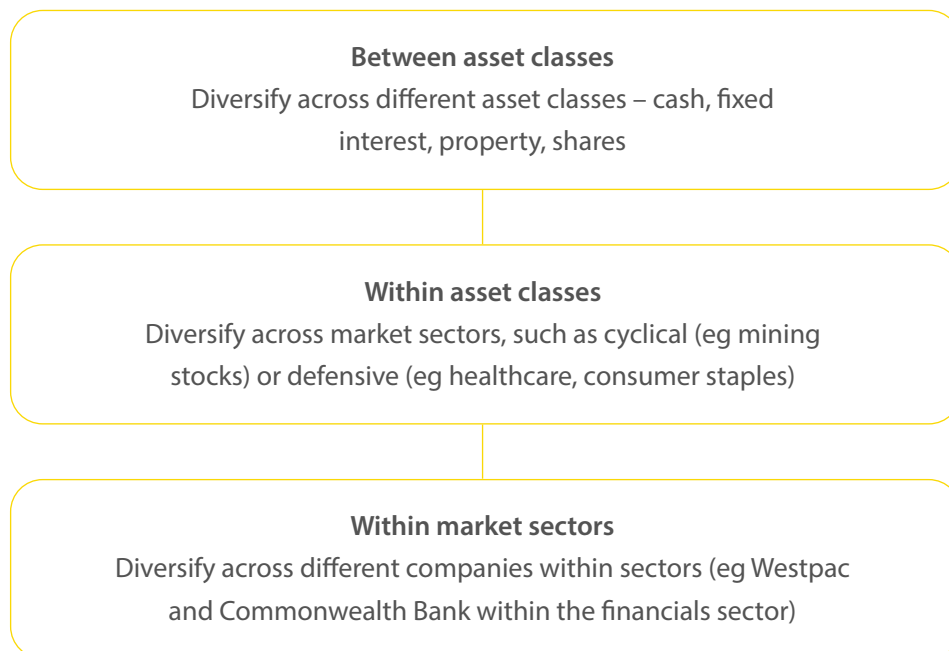 Between asset classes
Diversify across different asset classes – cash, fixed
interest, property, shares
Within asset classes
Diversify across market sectors, such as cyclical (eg mining
stocks) or defensive (eg healthcare, consumer staples)
Within market sectors
Diversify across different companies within sectors (eg Westpac
and Commonwealth Bank within the financials sector)